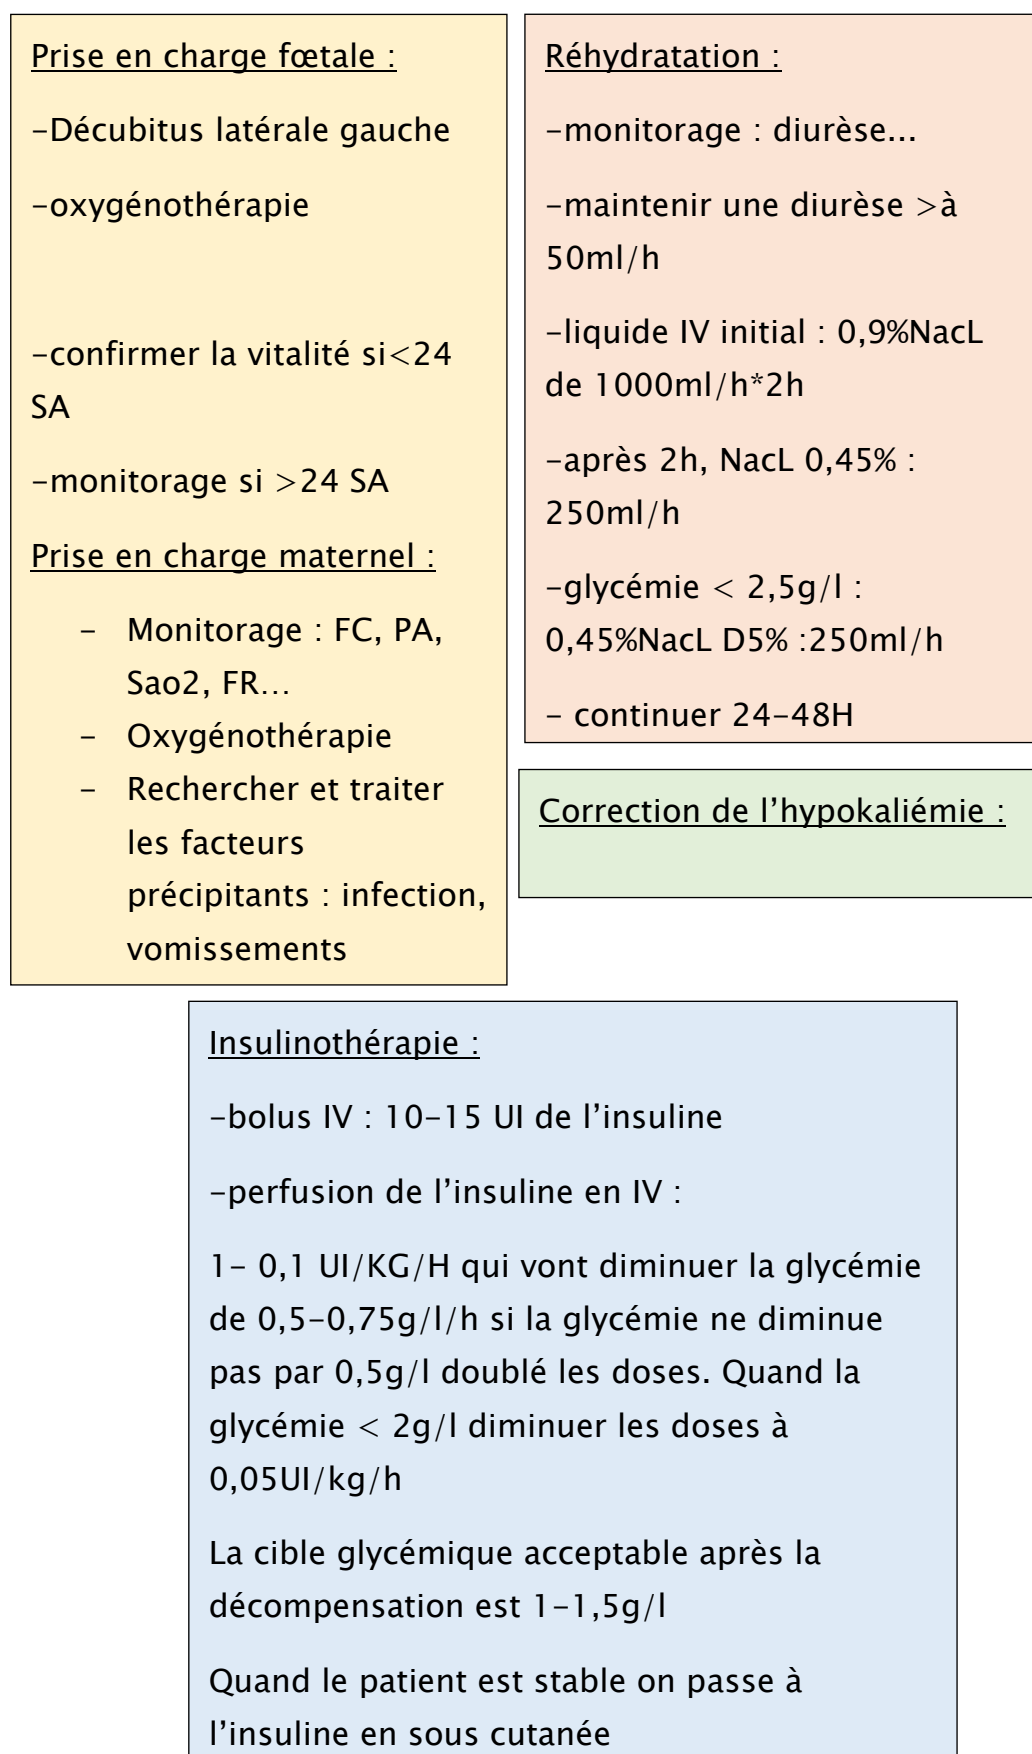 Prise en charge fœtale :
-Décubitus latérale gauche
-oxygénothérapie
-confirmer la vitalité si<24
SA
-monitorage si >24 SA
Prise en charge maternel :
- Monitorage : FC, PA,
Sao2, FR...
- Oxygénothérapie
- Rechercher et traiter
les facteurs
précipitants : infection,
vomissements
Réhydratation :
-monitorage : diurèse...
-maintenir une diurèse >à
50ml/h
-liquide IV initial : 0,9%NacL
de 1000ml/h*2h
-après 2h, NacL 0,45% :
250ml/h
-glycémie < 2,5g/l :
0,45%NacL D5% :250ml/h
- continuer 24-48H
Correction de l'hypokaliémie :
Insulinothérapie :
-bolus IV : 10-15 UI de l'insuline
-perfusion de l'insuline en IV :
1- 0,1 UI/KG/H qui vont diminuer la glycémie
de 0,5-0,75g/l/h si la glycémie ne diminue
pas par 0,5g/l doublé les doses. Quand la
glycémie < 2g/l diminuer les doses à
0,05UI/kg/h
La cible glycémique acceptable après la
décompensation est 1-1,5g/l
Quand le patient est stable on passe à
l'insuline en sous cutanée